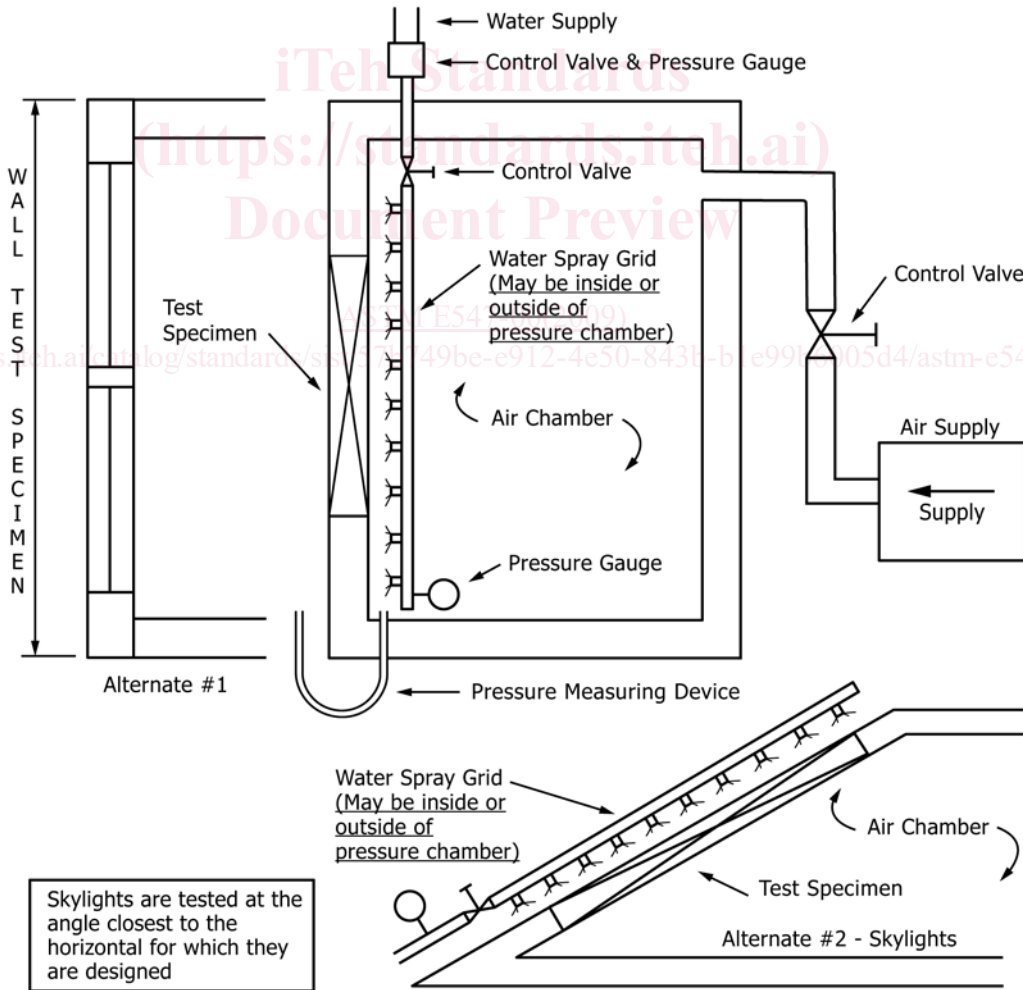 Water Supply
iTeh Standards
Control Valve & Pressure Gauge
(https://standards.iteh.ai)
Control Valve
Document Preview
WALL TEST SPECIMEN
Water Spray Grid
(May be inside or
outside of
pressure chamber)
Control Valve
Test
Specimen
Air Chamber
Air Supply
Supply
Pressure Gauge
Alternate #1
Pressure Measuring Device
Water Spray Grid
(May be inside or
outside of
pressure chamber)
Air Chamber
Test Specimen
Skylights are tested at the
angle closest to the
horizontal for which they
are designed
Alternate #2 - Skylights